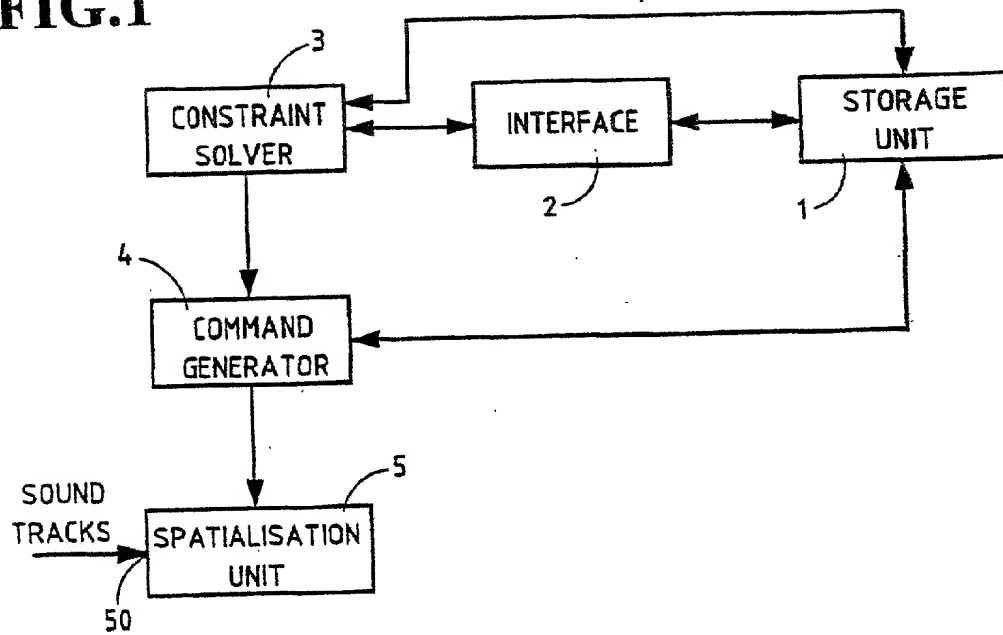 FIG.1
3
CONSTRAINT
SOLVER
INTERFACE
STORAGE
UNIT
2
1
4
COMMAND
GENERATOR
5
SOUND
TRACKS
SPATIALISATION
UNIT
50